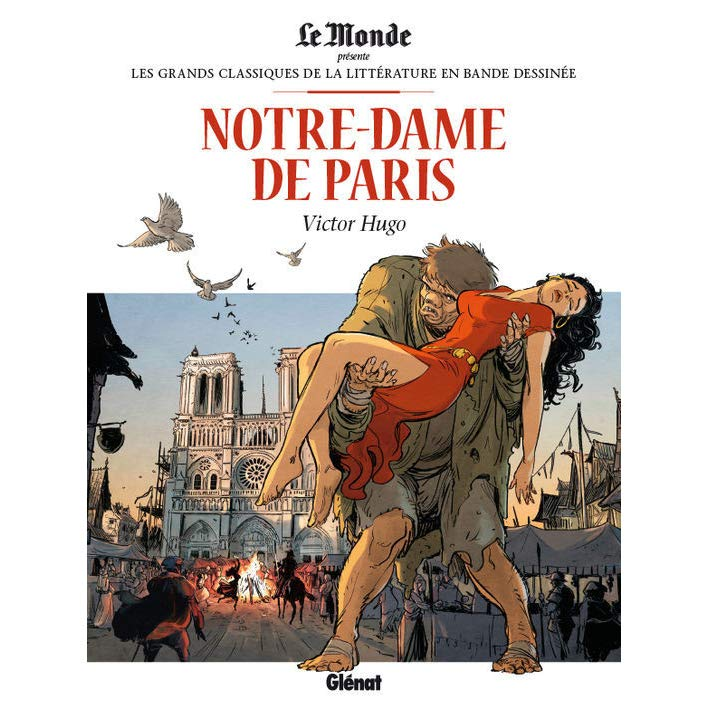 Le Monde
présente
LES GRANDS CLASSIQUES DE LA LITTÉRATURE EN BANDE DESSINÉE
NOTRE-DAME
DE PARIS
Victor Hugo
Glénat